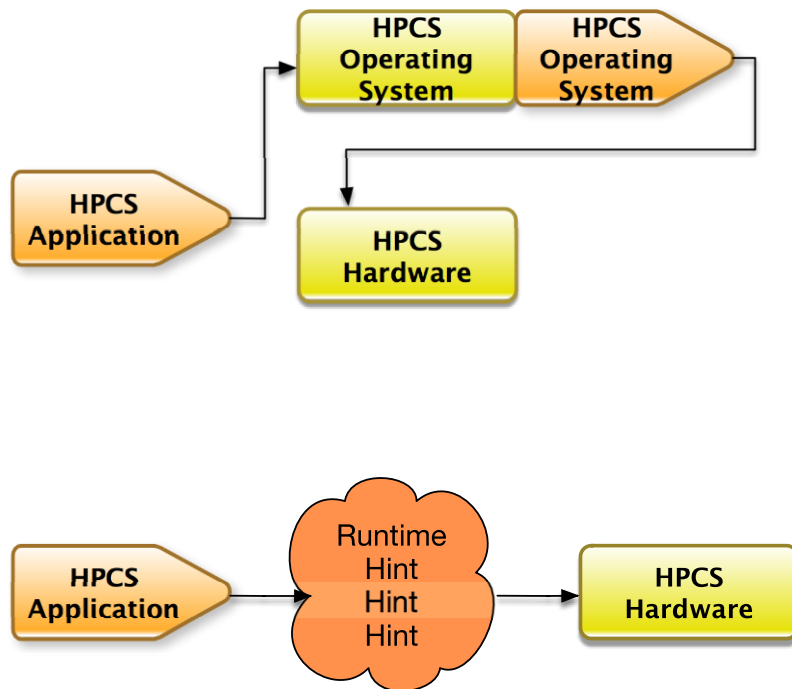 HPCS
Operating
System
HPCS
Operating
System
HPCS
Application
HPCS
Hardware
Runtime
Hint
Hint
Hint
HPCS
Application
HPCS
Hardware